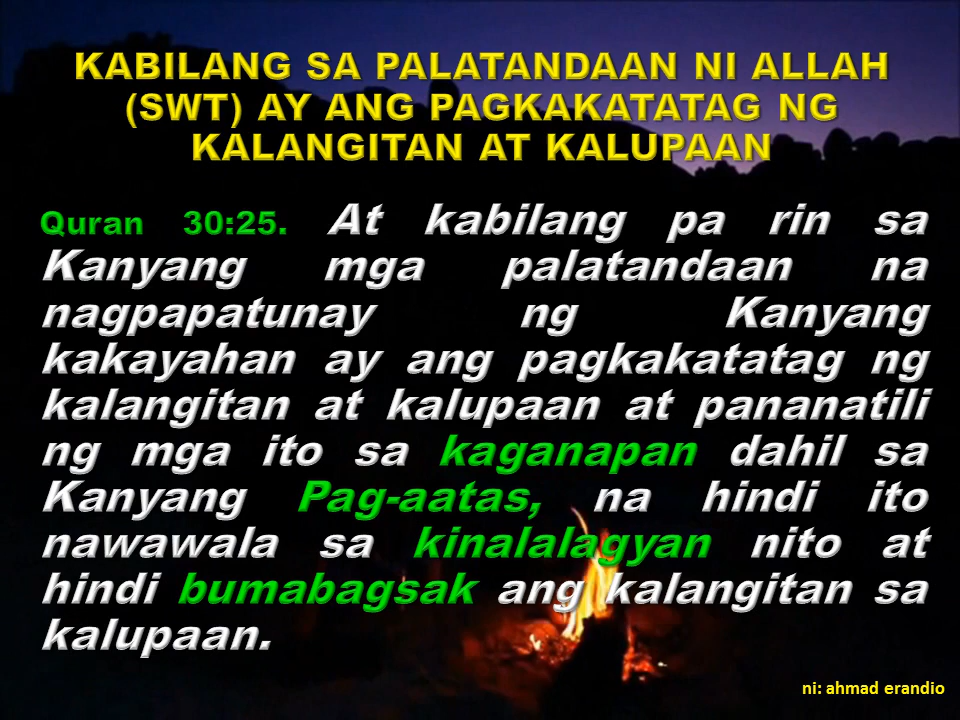 KABILANG SA PALATANDAAN NI ALLAH
(SWT) AY ANG PAGKAKATATAG NG
KALANGITAN AT KALUPAAN
Quran 30:25. At kabilang pa rin sa
Kanyang mga palatandaan na
nagpapatunay ng Kanyang
kakayahan ay ang pagkakatatag ng
kalangitan at kalupaan at pananatili
ng mga ito sa kaganapan dahil sa
Kanyang Pag-aatas, na hindi ito
nawawala sa kinalalagyan nito at
hindi bumabagsak ang kalangitan sa
kalupaan.
ni: ahmad erandio